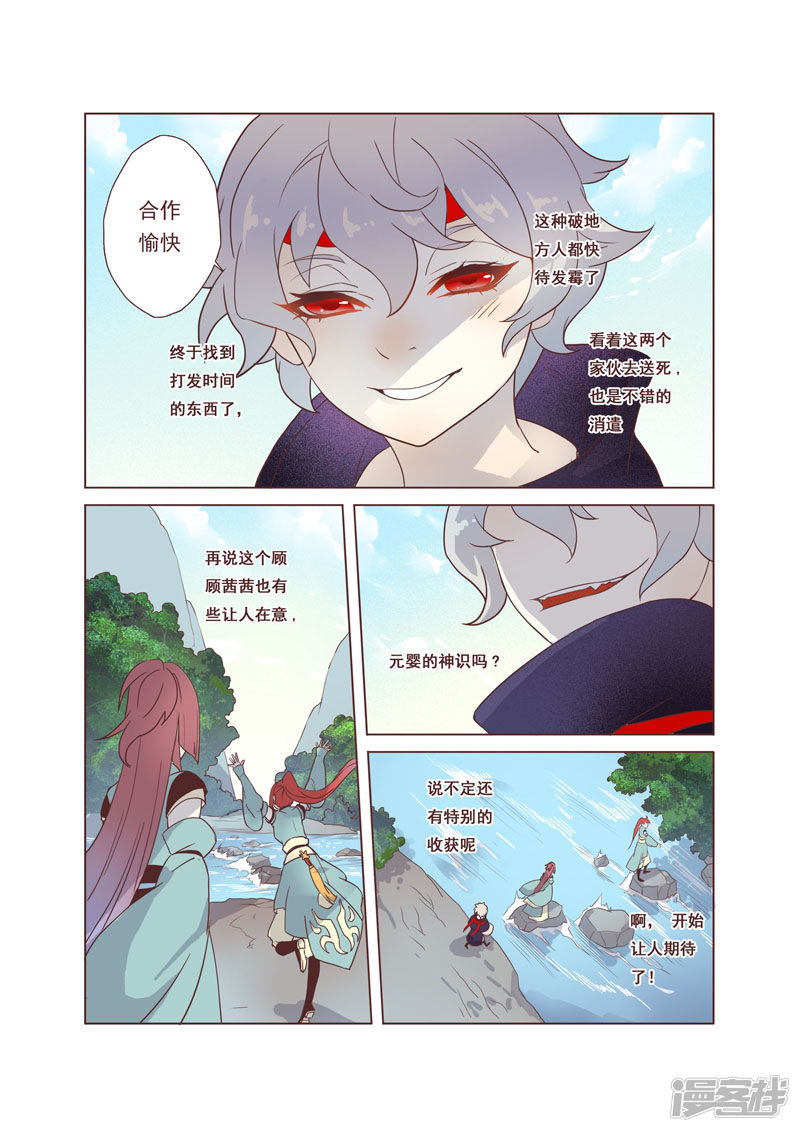 合作
愉快
这种破地
方人都快
待发霉了
终于找到
打发时间
的东西了，
看着这两个
家伙去送死，
也是不错的
消遣
再说这个顾
顾茜茜也有
些让人在意，
元婴的神识吗？
说不定还
有特别的
收获呢
啊， 开始
让人期待
了！
漫客栈